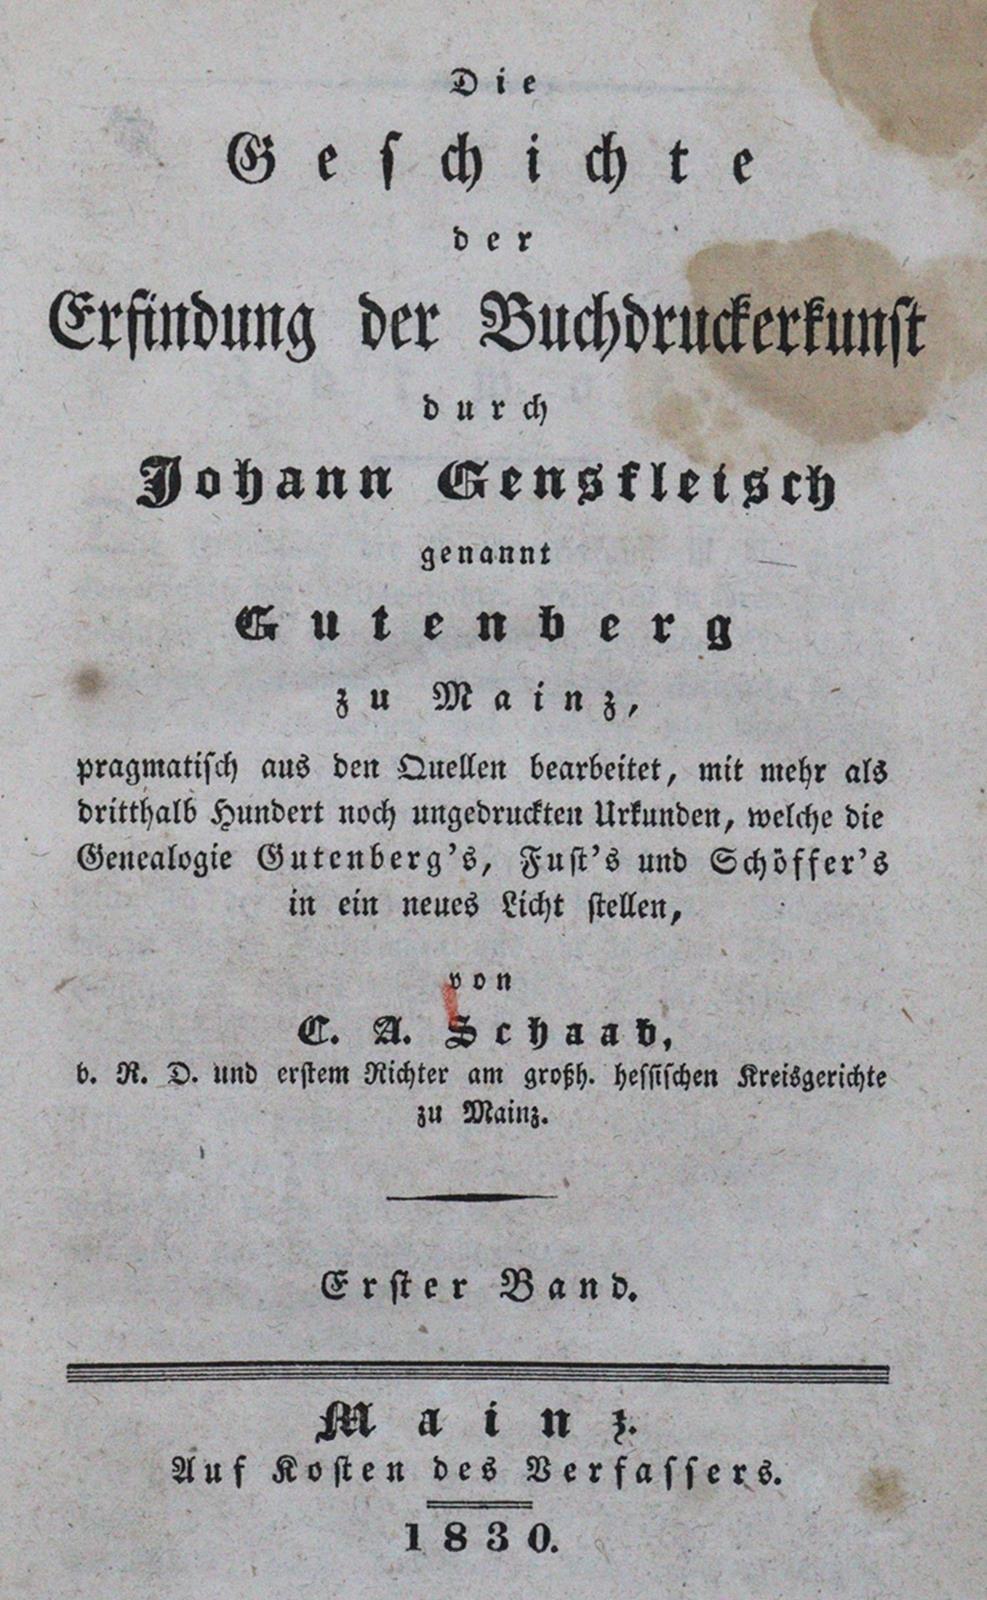 Die
Geschichte
der
Erfindung der Buchdruckerkunst
durch
Johann Gensfleisch
genannt
Gutenberg
zu Mainz,
pragmatisch aus den Quellen bearbeitet, mit mehr als
dritthalb Hundert noch ungedruckten Urkunden, welche die
Genealogie Gutenberg's, Fust's und Schöffer's
in ein neues Licht stellen,
von
C. A. Schaab,
b. R. D. und erstem Richter am großh. hessischen Kreisgerichte
zu Mainz.
Erster Band.
Mainz.
Auf Kosten des Verfassers.
1830.